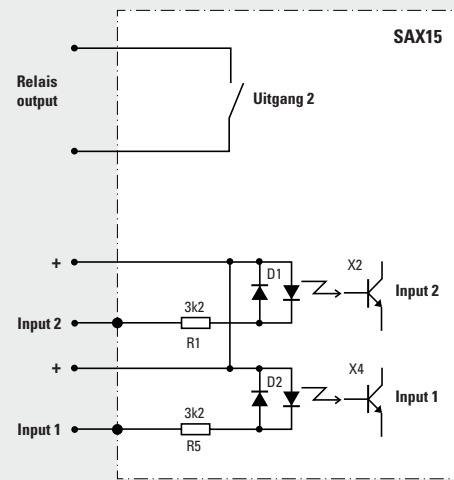 SAX15
Relais
output
Uitgang 2
+
D1
X2
Input 2
3k2
Input 2
R1
+
D2
X4
Input 1
3k2
Input 1
R5